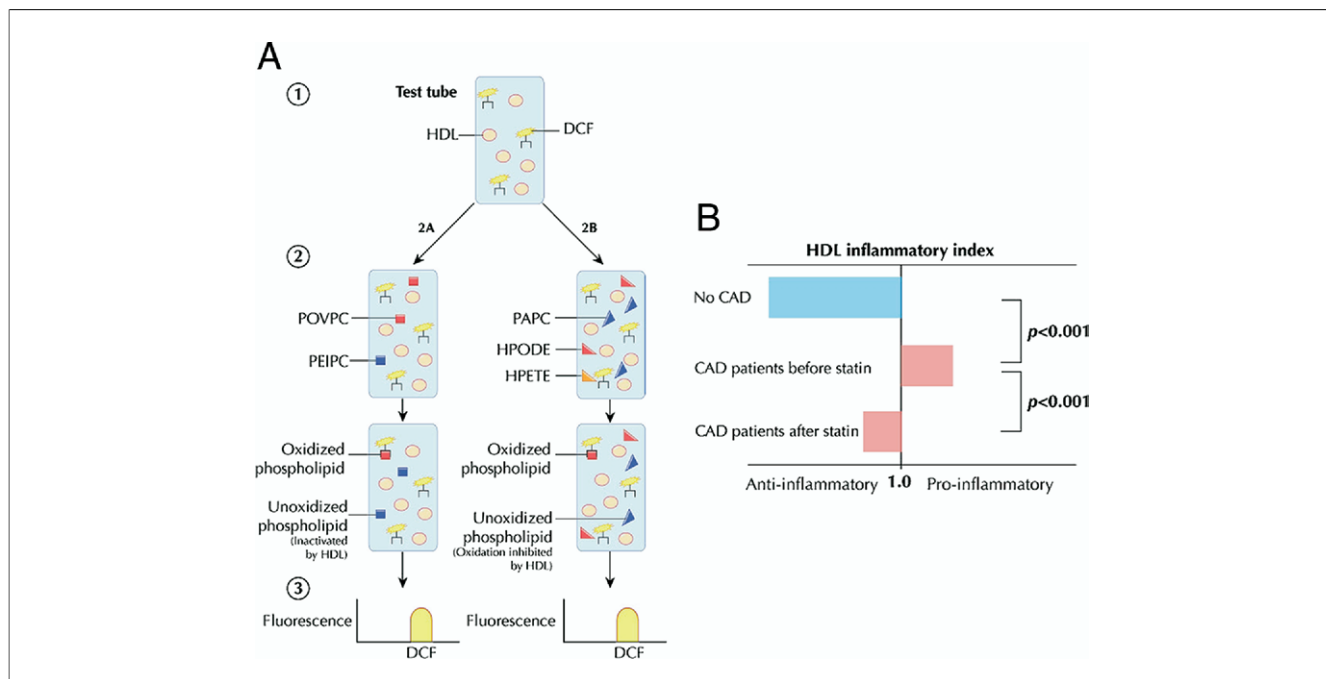 A
①
Test tube
HDL
DCF
2A
2B
②
POVPC
PEIPC
PAPC
HPODE
HPETE
Oxidized
phospholipid
Unoxidized
phospholipid
(Inactivated
by HDL)
Oxidized
phospholipid
Unoxidized
phospholipid
(Oxidation inhibited
by HDL)
③
Fluorescence
DCF
Fluorescence
DCF
B
HDL inflammatory index
No CAD
p<0.001
CAD patients before statin
p<0.001
CAD patients after statin
Anti-inflammatory 1.0 Pro-inflammatory